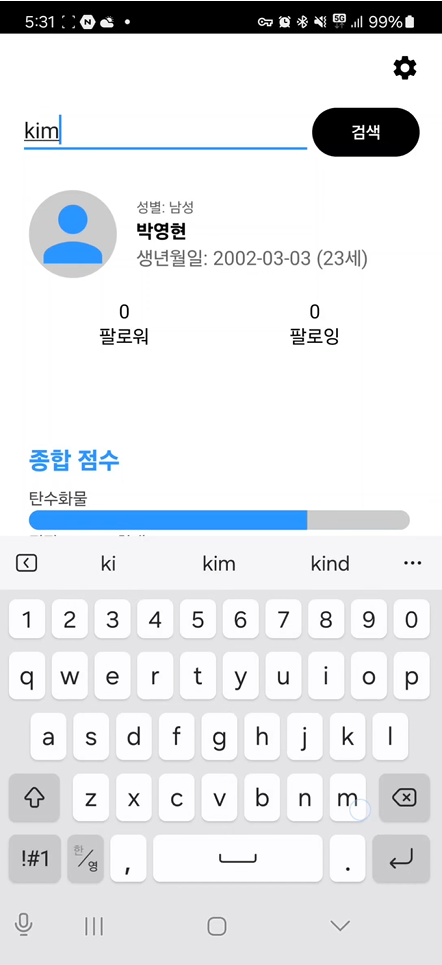 5:31 N 5G 99%
kim
검색
성별: 남성
박영현
생년월일: 2002-03-03 (23세)
0 0
팔로워 팔로잉
종합 점수
탄수화물
ki kim kind
1 2 3 4 5 6 7 8 9 0
q w e r t y u i o p
a s d f g h j k l
z x c v b n m
!#1 한/영 , .